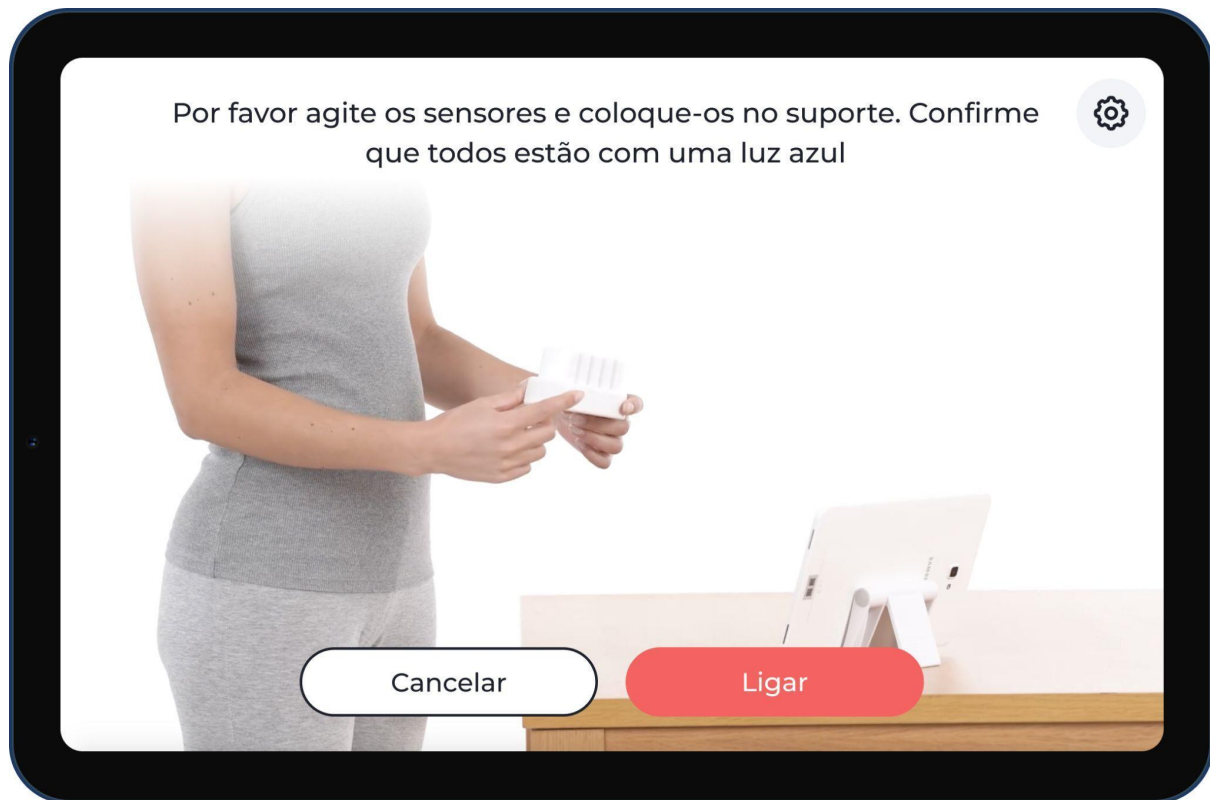 Por favor agite os sensores e coloque-os no suporte. Confirme
que todos estão com uma luz azul
SAMSUNG
Cancelar
Ligar